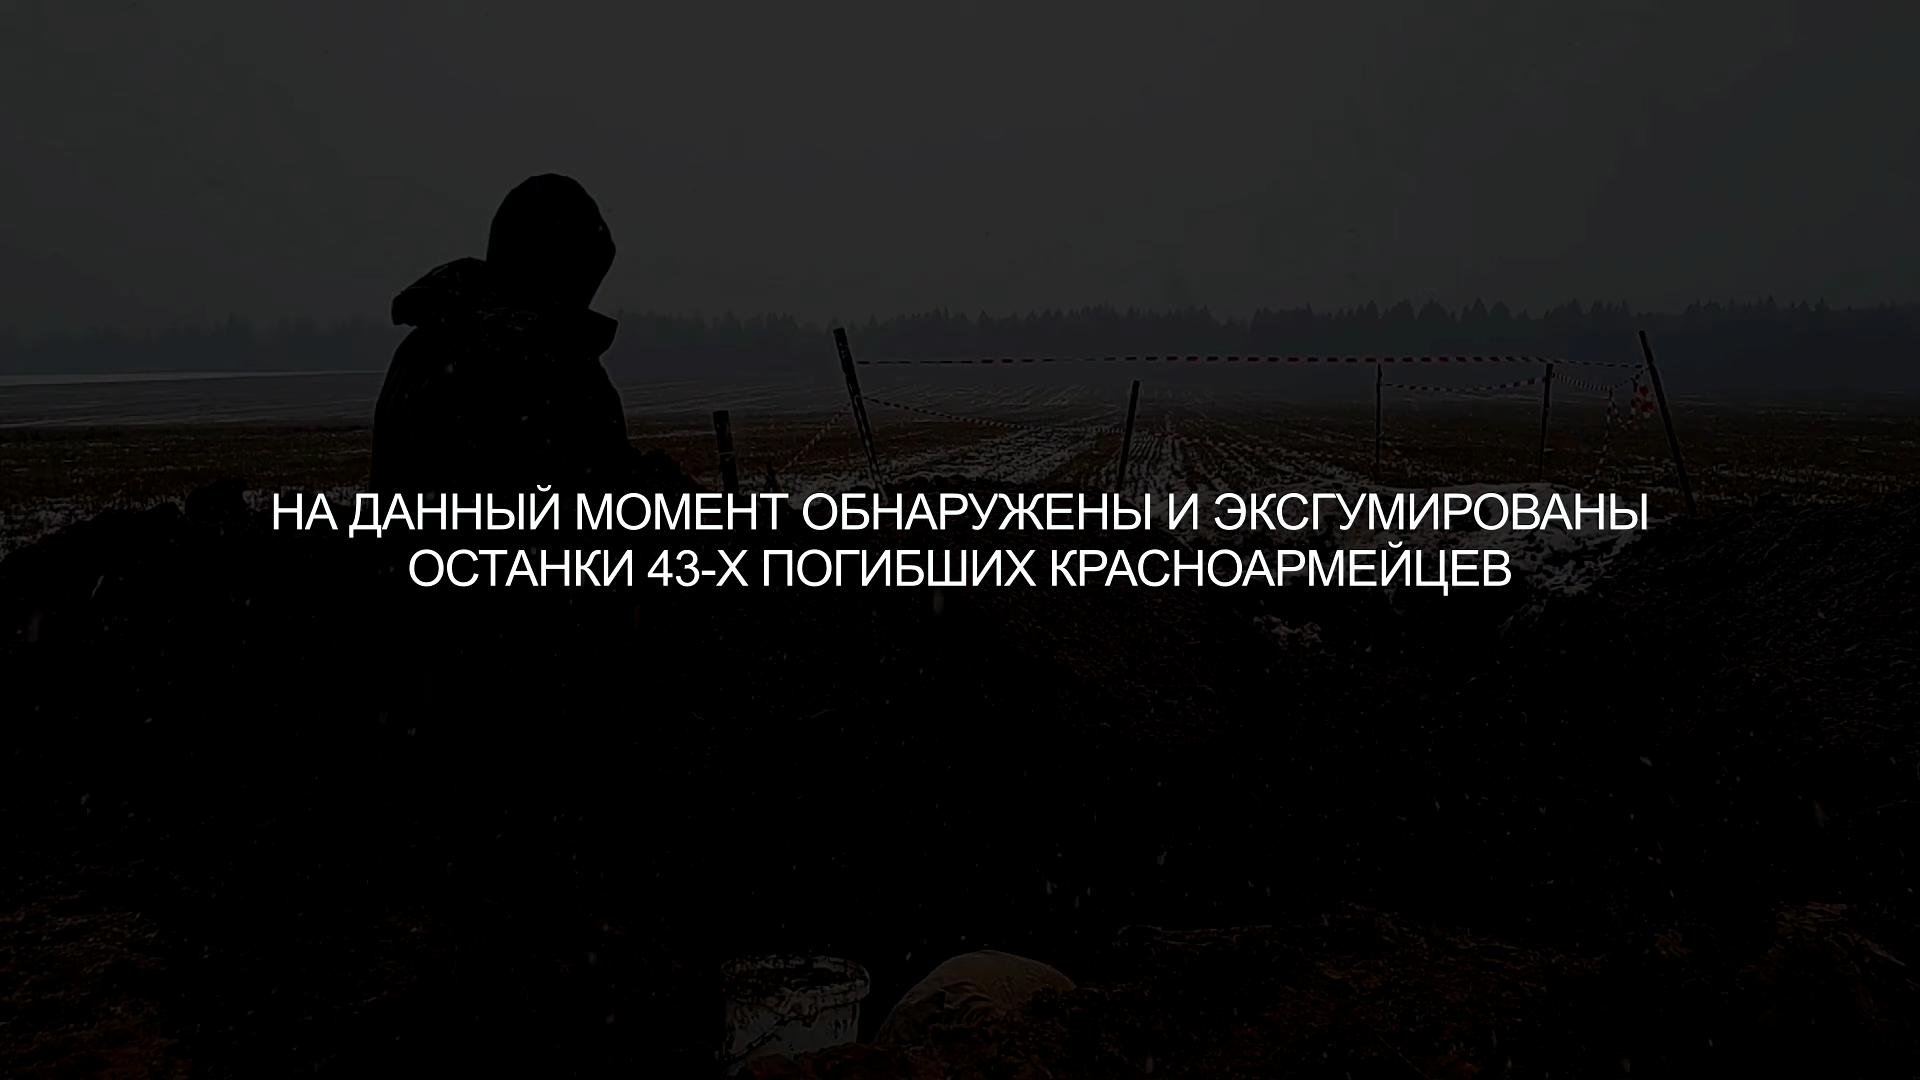 НА ДАННЫЙ МОМЕНТ ОБНАРУЖЕНЫ И ЭКСГУМИРОВАНЫ
ОСТАНКИ 43-Х ПОГИБШИХ КРАСНОАРМЕЙЦЕВ